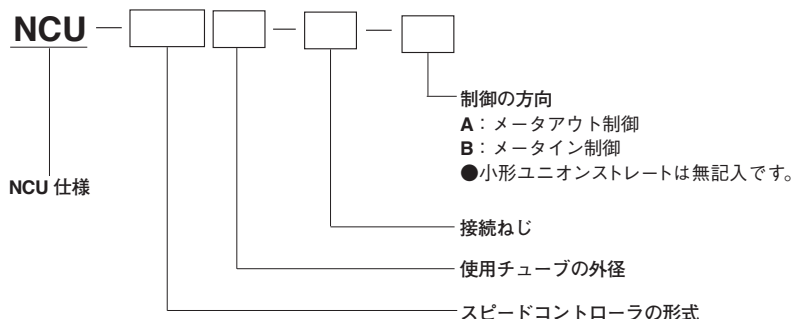 NCU — — —
制御の方向
A：メータアウト制御
B：メータイン制御
●小形ユニオンストレートは無記入です。
NCU 仕様
接続ねじ
使用チューブの外径
スピードコントローラの形式